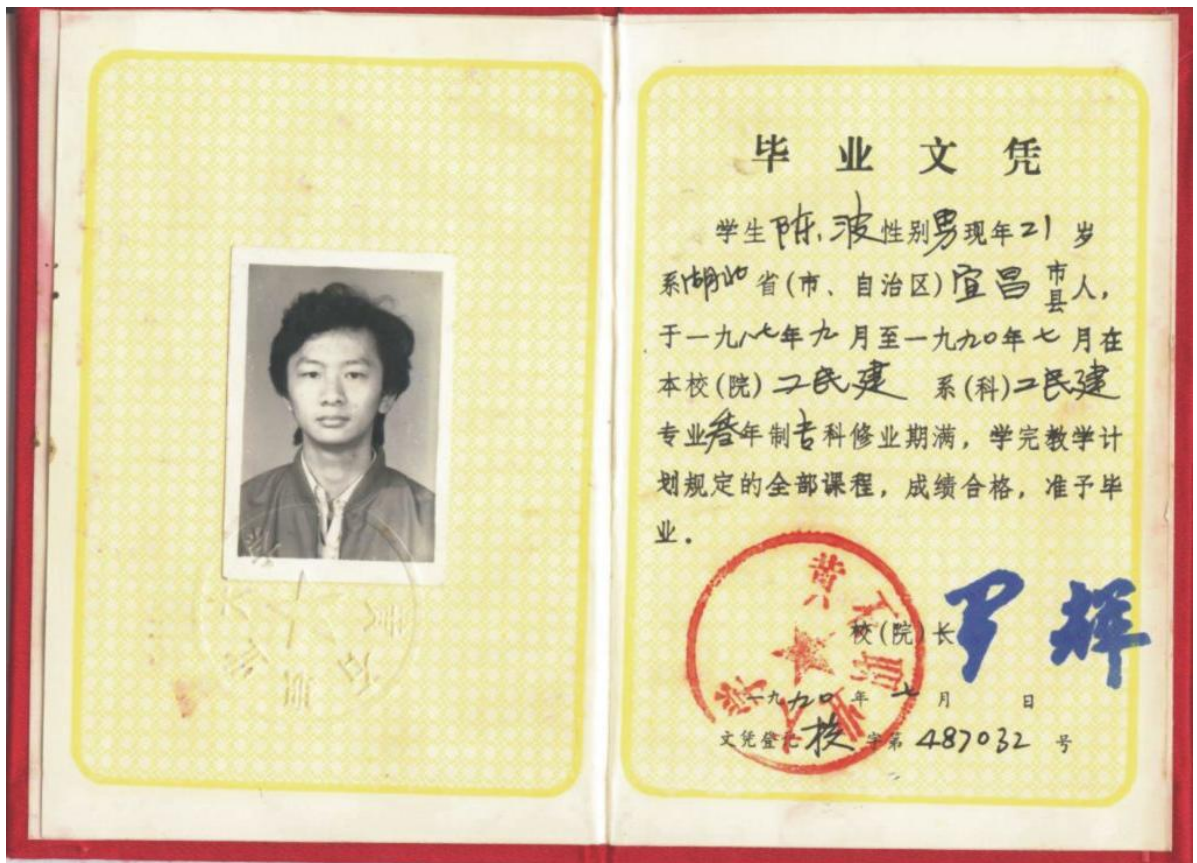 毕业文凭
学生陈波性别男现年21岁
系湖北省(市、自治区)宜昌市县人，
于一九八七年九月至一九九〇年七月在
本校(院)工民建 系(科)工民建
专业叁年制专科修业期满，学完教学计
划规定的全部课程，成绩合格，准予毕
业。
校(院)长 罗辉
一九九〇年七月 日
文凭登记校字第487032号